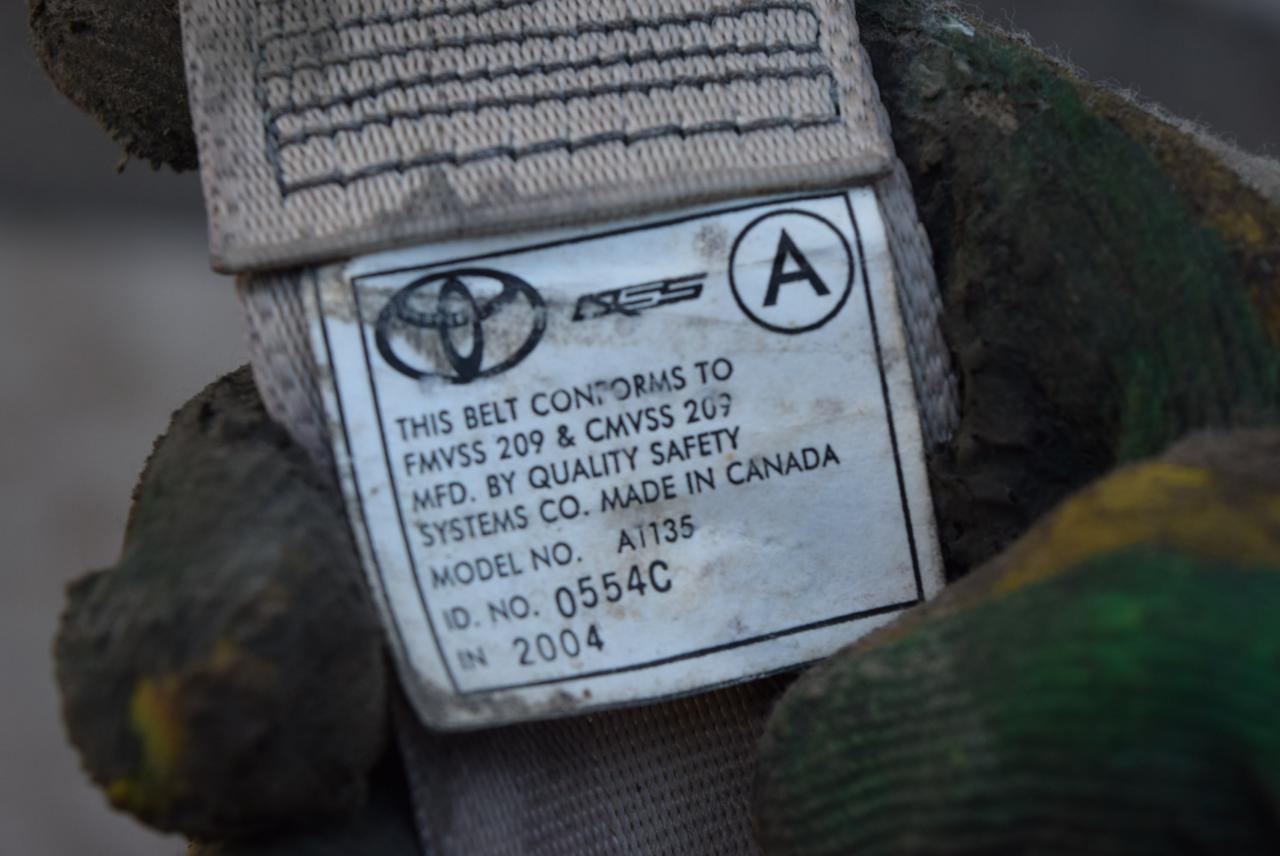 QSS A
THIS BELT CONFORMS TO
FMVSS 209 & CMVSS 209
MFD. BY QUALITY SAFETY
SYSTEMS CO. MADE IN CANADA
MODEL NO. A1135
ID. NO. 0554C
IN 2004